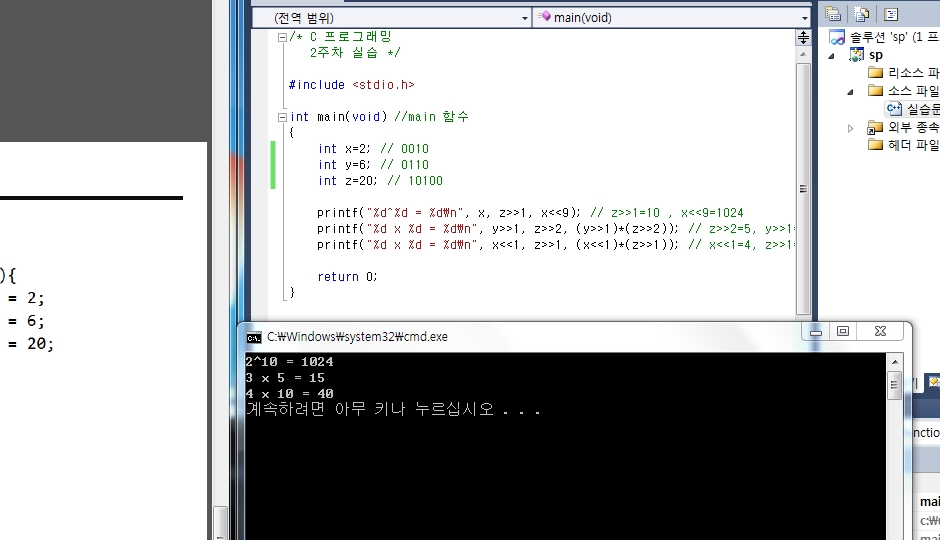 (전역 범위)
main(void)
/* C 프로그래밍
2주차 실습 */
#include <stdio.h>
int main(void) //main 함수
{
int x=2; // 0010
int y=6; // 0110
int z=20; // 10100
printf("%d^%d = %d₩n", x, z>>1, x<<9); // z>>1=10 , x<<9=1024
printf("%d x %d = %d₩n", y>>1, z>>2, (y>>1)*(z>>2)); // z>>2=5, y>>1=
printf("%d x %d = %d₩n", x<<1, z>>1, (x<<1)*(z>>1)); // x<<1=4, z>>1=
return 0;
}
솔루션 'sp' (1 프
sp
리소스 파
소스 파일
실습문
외부 종속
헤더 파일
){
= 2;
= 6;
= 20;
C:₩Windows₩system32₩cmd.exe
2^10 = 1024
3 x 5 = 15
4 x 10 = 40
계속하려면 아무 키나 누르십시오 . . .
nctio
mai
c:₩
mai